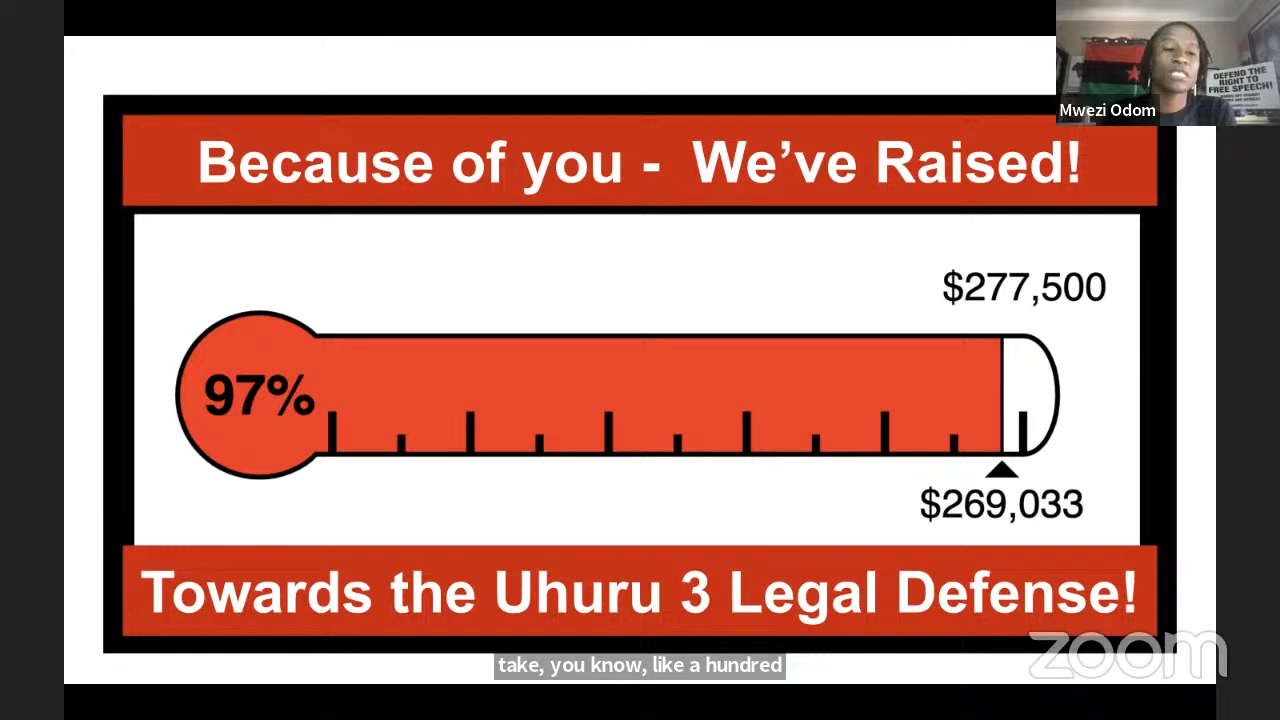 Because of you - We’ve Raised!
$277,500
97%
$269,033
Towards the Uhuru 3 Legal Defense!
Mwezi Odom
DEFEND THE
RIGHT TO
FREE SPEECH!
take, you know, like a hundred
zoom